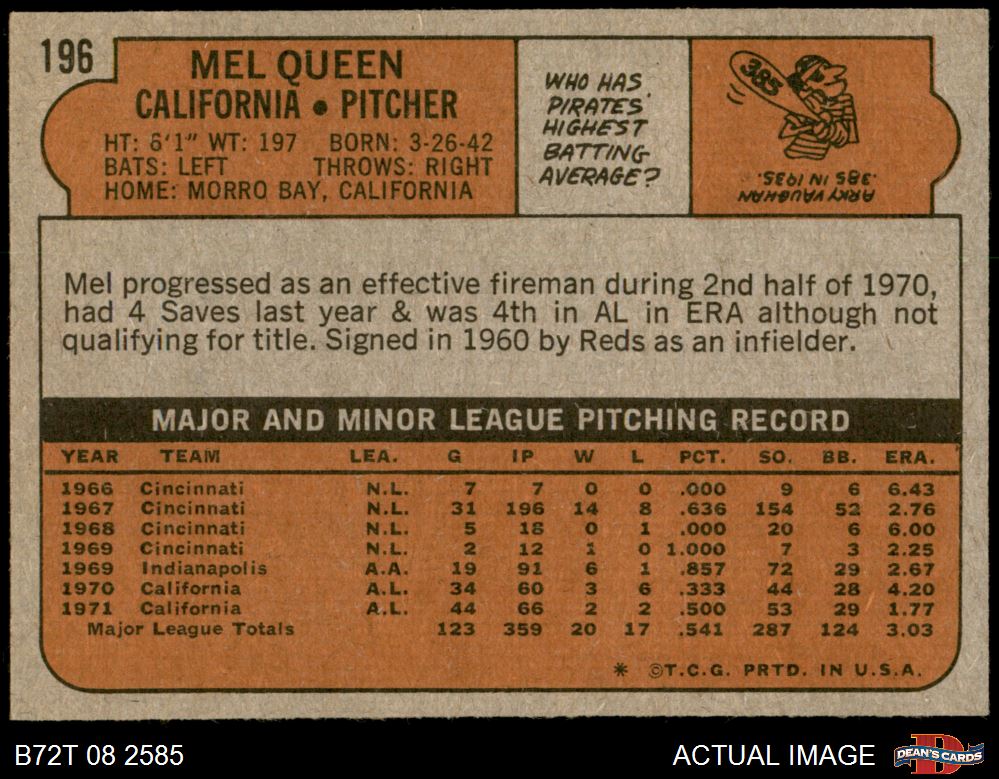 196
MEL QUEEN
CALIFORNIA • PITCHER
HT: 6'1" WT: 197 BORN: 3-26-42
BATS: LEFT THROWS: RIGHT
HOME: MORRO BAY, CALIFORNIA
WHO HAS
PIRATES
HIGHEST
BATTING
AVERAGE?
385
ARKY VAUGHAN
.385 IN 1935.
Mel progressed as an effective fireman during 2nd half of 1970,
had 4 Saves last year & was 4th in AL in ERA although not
qualifying for title. Signed in 1960 by Reds as an infielder.
MAJOR AND MINOR LEAGUE PITCHING RECORD
YEAR TEAM LEA. G IP W L PCT. SO. BB. ERA.
1966 Cincinnati N.L. 7 7 0 0 .000 9 6 6.43
1967 Cincinnati N.L. 31 196 14 8 .636 154 52 2.76
1968 Cincinnati N.L. 5 18 0 1 .000 20 6 6.00
1969 Cincinnati N.L. 2 12 1 0 1.000 7 3 2.25
1969 Indianapolis A.A. 19 91 6 1 .857 72 29 2.67
1970 California A.L. 34 60 3 6 .333 44 28 4.20
1971 California A.L. 44 66 2 2 .500 53 29 1.77
Major League Totals 123 359 20 17 .541 287 124 3.03
* ©T.C.G. PRTD. IN U.S.A.
B72T 08 2585
ACTUAL IMAGE
DEAN'S CARDS